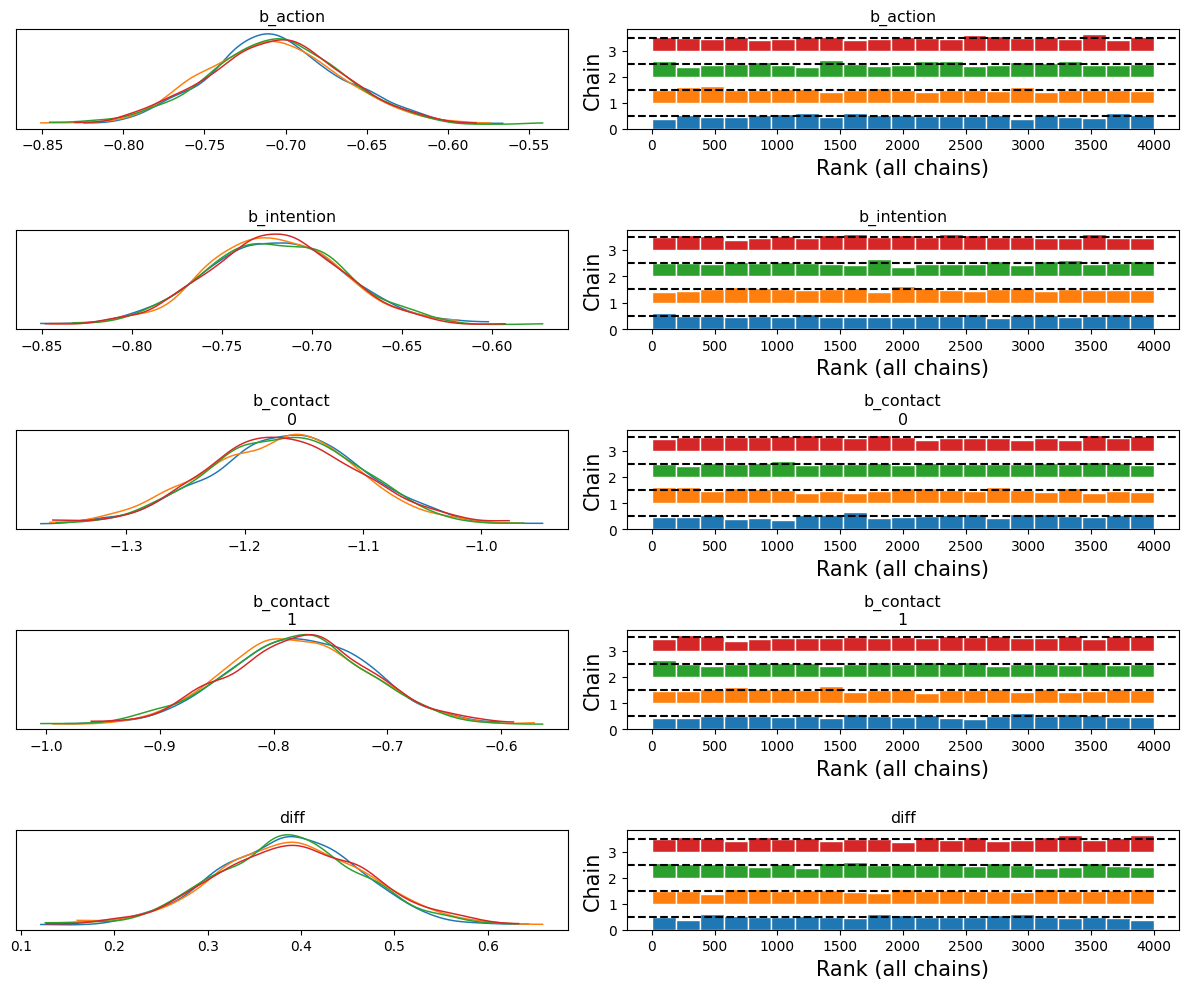 b_action
−0.85 −0.80 −0.75 −0.70 −0.65 −0.60 −0.55
b_action
Chain
3
2
1
0
0 500 1000 1500 2000 2500 3000 3500 4000
Rank (all chains)
b_intention
−0.85 −0.80 −0.75 −0.70 −0.65 −0.60
b_intention
Chain
3
2
1
0
0 500 1000 1500 2000 2500 3000 3500 4000
Rank (all chains)
b_contact
0
−1.3 −1.2 −1.1 −1.0
b_contact
0
Chain
3
2
1
0
0 500 1000 1500 2000 2500 3000 3500 4000
Rank (all chains)
b_contact
1
−1.0 −0.9 −0.8 −0.7 −0.6
b_contact
1
Chain
3
2
1
0
0 500 1000 1500 2000 2500 3000 3500 4000
Rank (all chains)
diff
0.1 0.2 0.3 0.4 0.5 0.6
diff
Chain
3
2
1
0
0 500 1000 1500 2000 2500 3000 3500 4000
Rank (all chains)